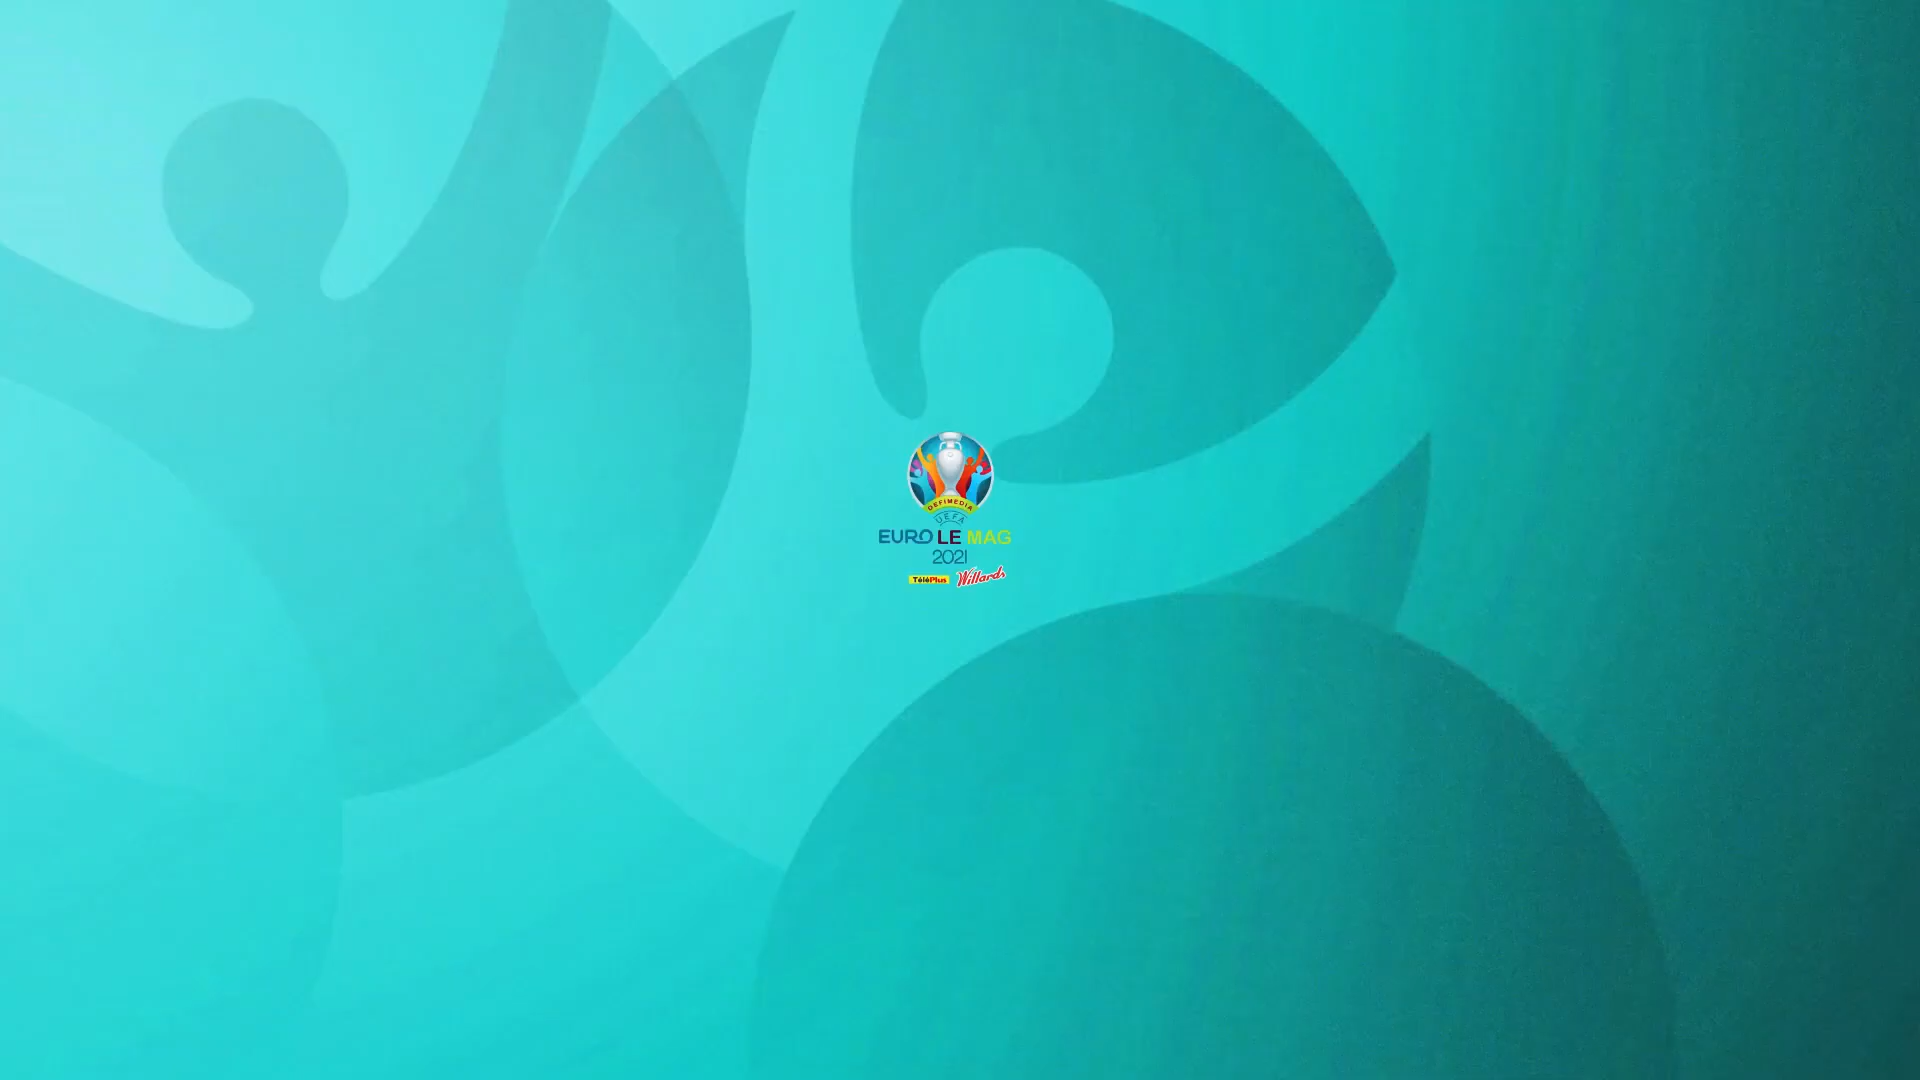 DEFIMEDIA
UEFA
EURO LE MAG
2021
TéléPlus Willards